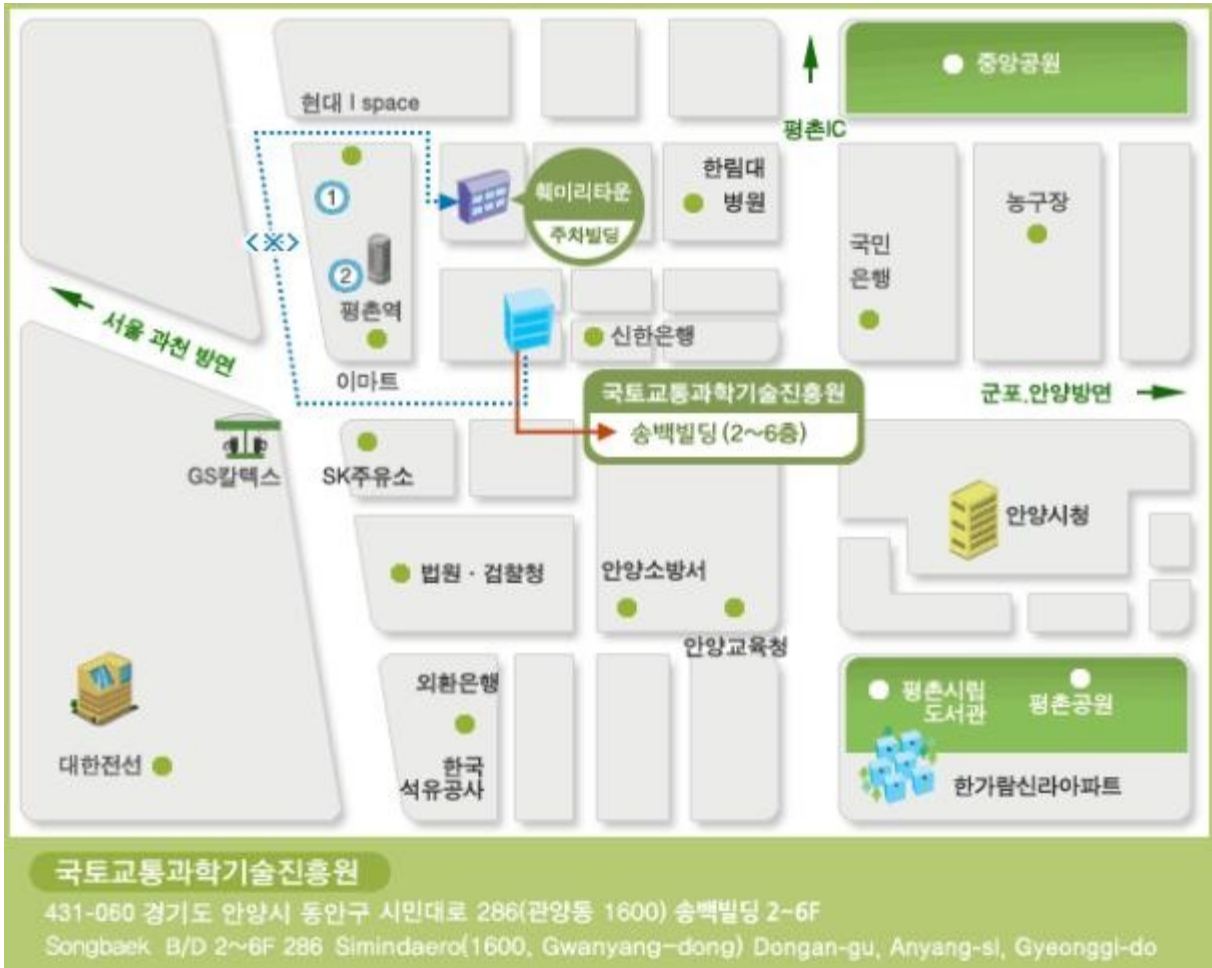 중앙공원
현대 I space
평촌IC
한림대
병원
훼미리타운
주차빌딩
농구장
1
국민
은행
<※>
2
평촌역
서울 과천 방면
신한은행
이마트
국토교통과학기술진흥원
송백빌딩 (2~6층)
군포.안양방면
GS칼텍스
SK주유소
안양시청
법원 · 검찰청
안양소방서
안양교육청
외환은행
평촌시립
도서관
평촌공원
대한전선
한국
석유공사
한가람신라아파트
국토교통과학기술진흥원
431-060 경기도 안양시 동안구 시민대로 286(관양동 1600) 송백빌딩 2~6F
Songbaek B/D 2~6F 286 Simindaero(1600, Gwanyang-dong) Dongan-gu, Anyang-si, Gyeonggi-do